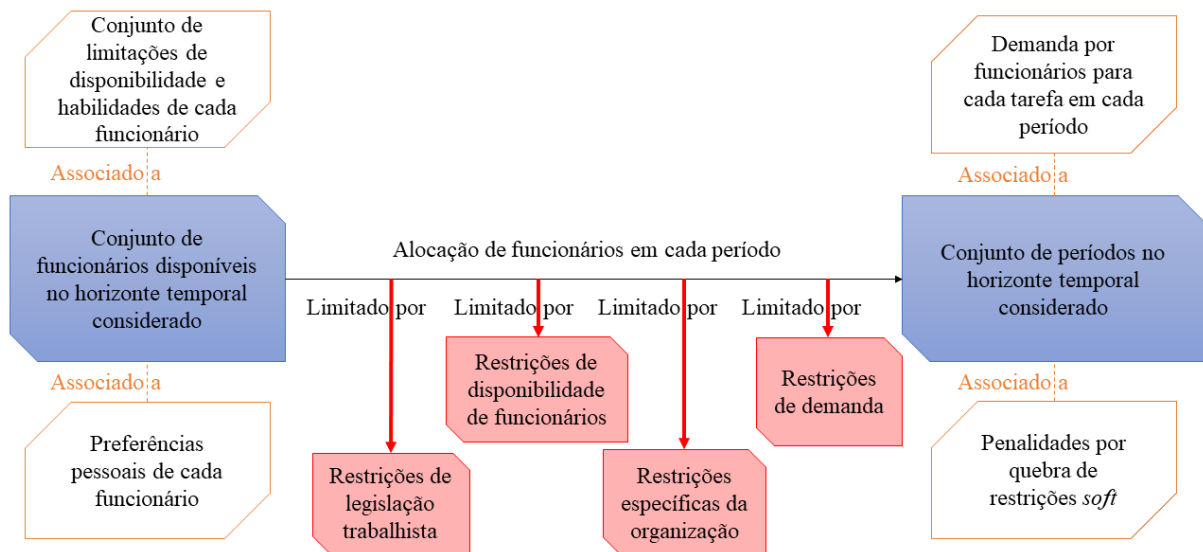 Conjunto de
limitações de
disponibilidade e
habilidades de cada
funcionário
Demanda por
funcionários para
cada tarefa em cada
período
Associado a
Associado a
Conjunto de
funcionários disponíveis
no horizonte temporal
considerado
Alocação de funcionários em cada período
Conjunto de períodos no
horizonte temporal
considerado
Limitado por
Limitado por
Limitado por
Limitado por
Restrições de
disponibilidade
de funcionários
Restrições
de demanda
Associado a
Associado a
Preferências
pessoais de cada
funcionário
Restrições de
legislação
trabalhista
Restrições
específicas da
organização
Penalidades por
quebra de
restrições soft